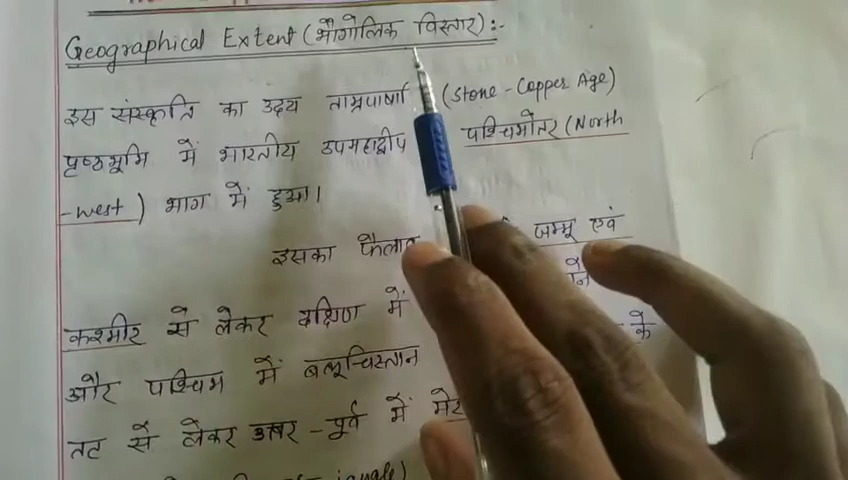 Geographical Extent (भौगोलिक विस्तार) :-
इस संस्कृति का उदय ताम्रपाषा (Stone - Copper Age)
पृष्ठभूमि में भारतीय उपमहाद्वीप पश्चिमोत्तर (North
-west) भाग में हुआ।
इसका फैलाव जम्मू एवं
कश्मीर से लेकर दक्षिण में
और पश्चिम में बलूचिस्तान के
तट से लेकर उत्तर-पूर्व में